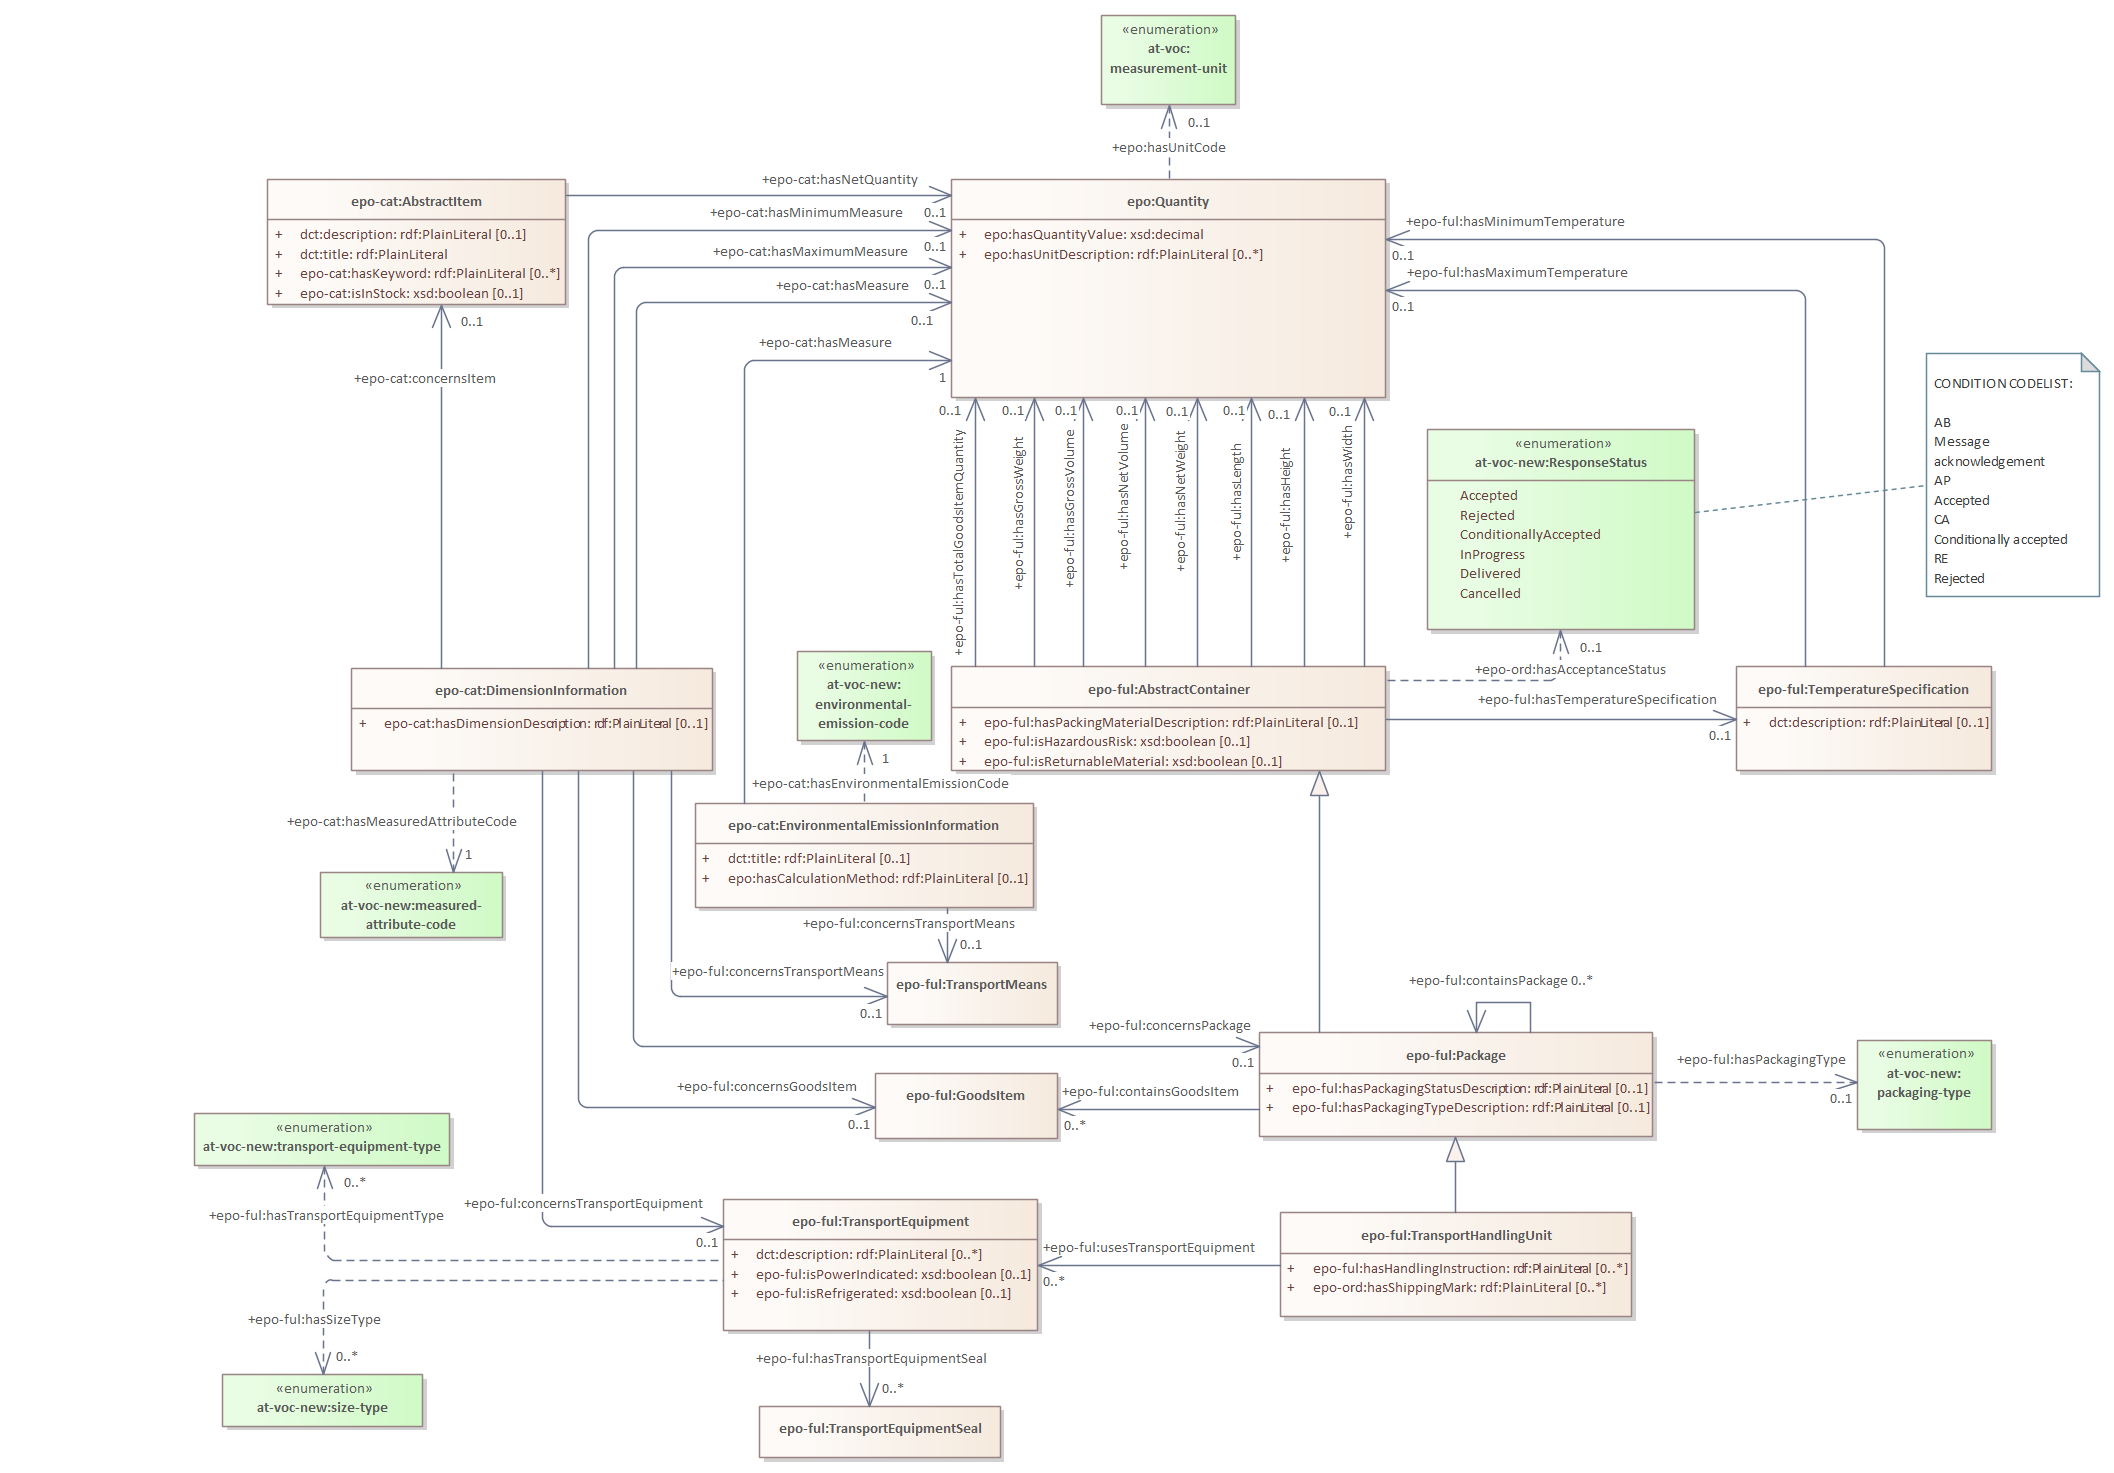 «enumeration»
at-voc:
measurement-unit
0..1
+epo:hasUnitCode
epo-cat:AbstractItem
+ dct:description: rdf:PlainLiteral [0..1]
+ dct:title: rdf:PlainLiteral
+ epo-cat:hasKeyword: rdf:PlainLiteral [0..*]
+ epo-cat:isInStock: xsd:boolean [0..1]
+epo-cat:hasNetQuantity
0..1
+epo-cat:hasMinimumMeasure
0..1
+epo-cat:hasMaximumMeasure
0..1
+epo-cat:hasMeasure
0..1
+epo-cat:hasMeasure
1
epo:Quantity
+ epo:hasQuantityValue: xsd:decimal
+ epo:hasUnitDescription: rdf:PlainLiteral [0..*]
+epo-ful:hasMinimumTemperature
0..1
+epo-ful:hasMaximumTemperature
0..1
0..1
+epo-cat:concernsItem
CONDITION CODELIST:
AB
Message
acknowledgement
AP
Accepted
CA
Conditionally accepted
RE
Rejected
0..1
+epo-ful:hasTotalGoodsItemQuantity
0..1
+epo-ful:hasGrossWeight
0..1
+epo-ful:hasGrossVolume
0..1
+epo-ful:hasNetVolume
0..1
+epo-ful:hasNetWeight
0..1
+epo-ful:hasLength
0..1
+epo-ful:hasHeight
0..1
+epo-ful:hasWidth
«enumeration»
at-voc-new:ResponseStatus
Accepted
Rejected
ConditionallyAccepted
InProgress
Delivered
Cancelled
0..1
+epo-ord:hasAcceptanceStatus
+epo-ful:hasTemperatureSpecification
0..1
epo-cat:DimensionInformation
+ epo-cat:hasDimensionDescription: rdf:PlainLiteral [0..1]
«enumeration»
at-voc-new:
environmental-
emission-code
1
+epo-cat:hasEnvironmentalEmissionCode
epo-ful:AbstractContainer
+ epo-ful:hasPackingMaterialDescription: rdf:PlainLiteral [0..1]
+ epo-ful:isHazardousRisk: xsd:boolean [0..1]
+ epo-ful:isReturnableMaterial: xsd:boolean [0..1]
epo-ful:TemperatureSpecification
+ dct:description: rdf:PlainLiteral [0..1]
+epo-cat:hasMeasuredAttributeCode
1
«enumeration»
at-voc-new:measured-
attribute-code
epo-cat:EnvironmentalEmissionInformation
+ dct:title: rdf:PlainLiteral [0..1]
+ epo:hasCalculationMethod: rdf:PlainLiteral [0..1]
+epo-ful:concernsTransportMeans
0..1
+epo-ful:concernsTransportMeans
0..1
epo-ful:TransportMeans
+epo-ful:containsPackage 0..*
+epo-ful:concernsPackage
0..1
epo-ful:Package
+ epo-ful:hasPackagingStatusDescription: rdf:PlainLiteral [0..1]
+ epo-ful:hasPackagingTypeDescription: rdf:PlainLiteral [0..1]
+epo-ful:hasPackagingType
0..1
«enumeration»
at-voc-new:
packaging-type
+epo-ful:concernsGoodsItem
0..1
epo-ful:GoodsItem
+epo-ful:containsGoodsItem
0..*
«enumeration»
at-voc-new:transport-equipment-type
0..*
+epo-ful:hasTransportEquipmentType
+epo-ful:concernsTransportEquipment
0..1
epo-ful:TransportEquipment
+ dct:description: rdf:PlainLiteral [0..*]
+ epo-ful:isPowerIndicated: xsd:boolean [0..1]
+ epo-ful:isRefrigerated: xsd:boolean [0..1]
+epo-ful:usesTransportEquipment
0..*
epo-ful:TransportHandlingUnit
+ epo-ful:hasHandlingInstruction: rdf:PlainLiteral [0..*]
+ epo-ord:hasShippingMark: rdf:PlainLiteral [0..*]
+epo-ful:hasSizeType
0..*
«enumeration»
at-voc-new:size-type
+epo-ful:hasTransportEquipmentSeal
0..*
epo-ful:TransportEquipmentSeal